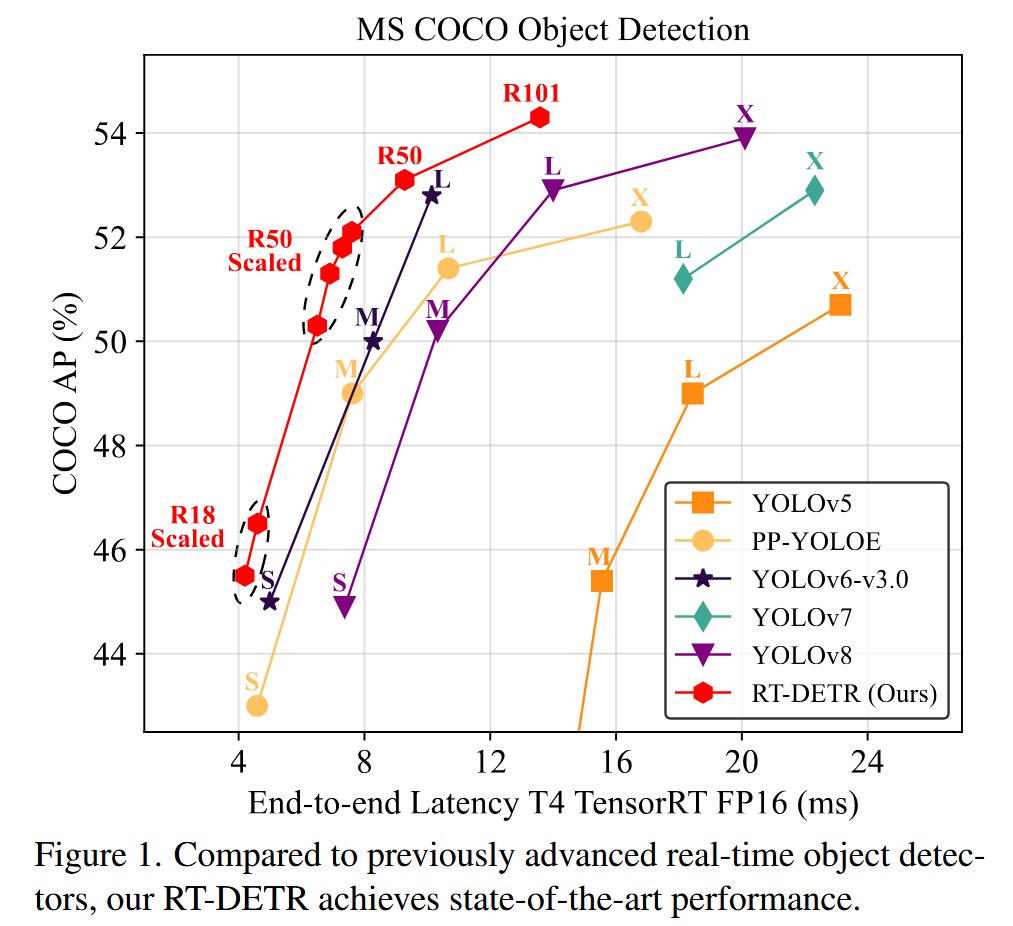 MS COCO Object Detection
R101
R50
R50
Scaled
R18
Scaled
L
M
S
X
L
M
S
X
L
M
S
X
L
X
L
M
54
52
50
48
46
44
COCO AP (%)
4
8
12
16
20
24
End-to-end Latency T4 TensorRT FP16 (ms)
YOLOv5
PP-YOLOE
YOLOv6-v3.0
YOLOv7
YOLOv8
RT-DETR (Ours)
Figure 1. Compared to previously advanced real-time object detec-
tors, our RT-DETR achieves state-of-the-art performance.